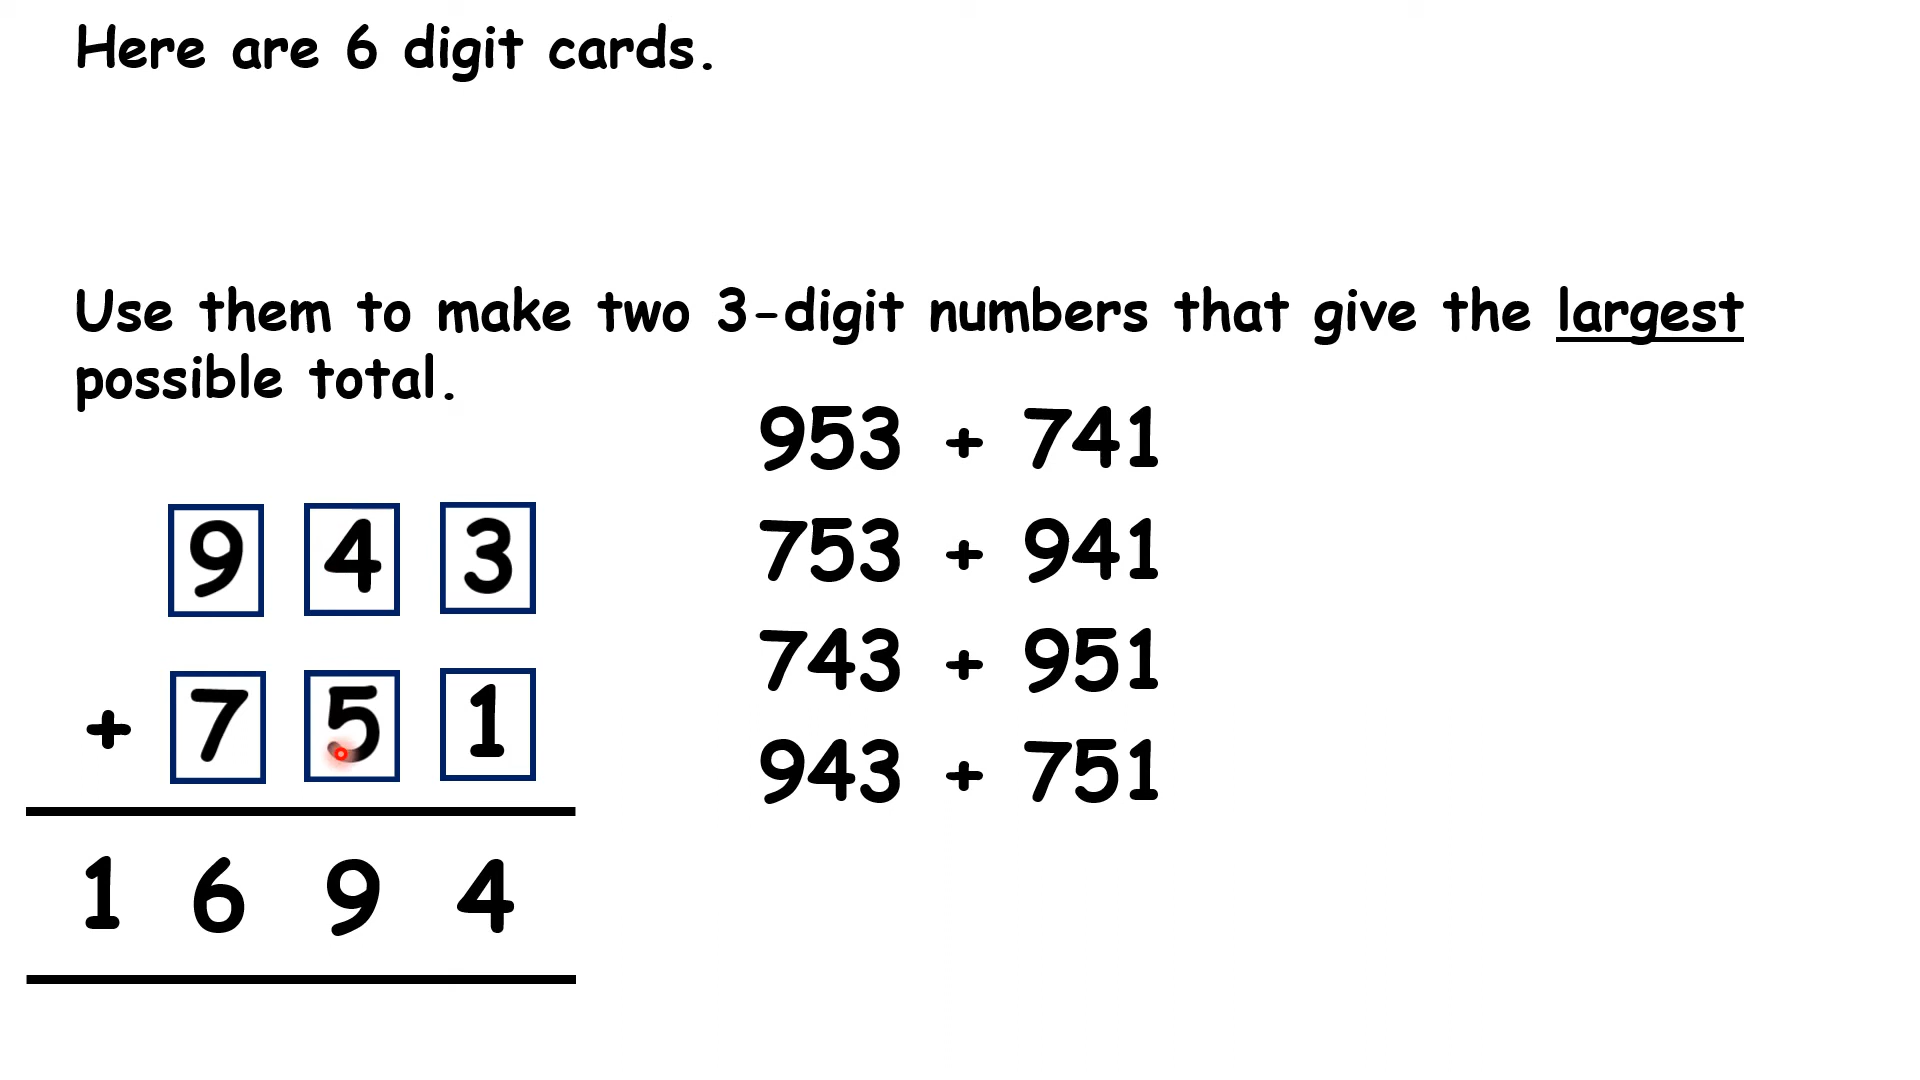 Here are 6 digit cards.
Use them to make two 3-digit numbers that give the largest
possible total.
953 + 741
753 + 941
743 + 951
943 + 751
9 4 3
+ 7 5 1
1 6 9 4